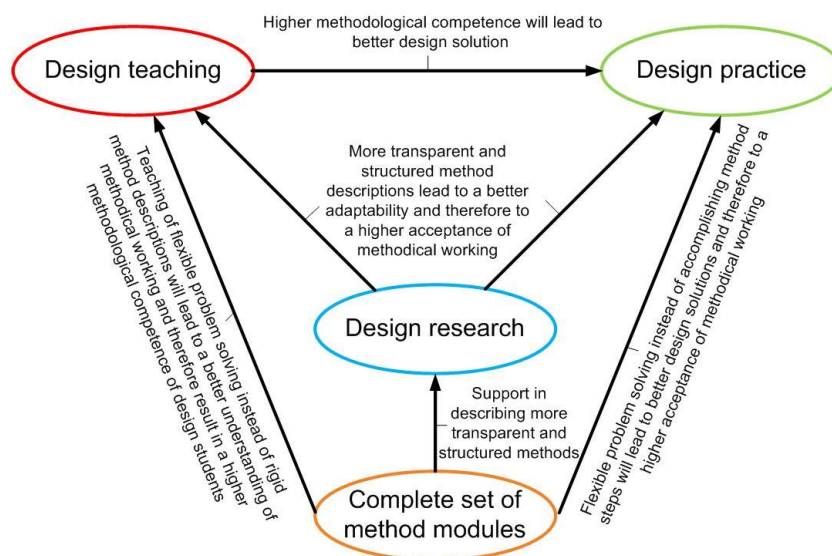 Higher methodological competence will lead to
better design solution
Design teaching
Design practice
More transparent and
structured method
descriptions lead to a better
adaptability and therefore to
a higher acceptance of
methodical working
Teaching of flexible problem solving instead of rigid
method descriptions will lead to a better understanding of
methodical working and therefore result in a higher
methodological competence of design students
Flexible problem solving instead of accomplishing method
steps will lead to better design solutions and therefore to a
higher acceptance of methodical working
Design research
Support in
describing more
transparent and
structured methods
Complete set of
method modules